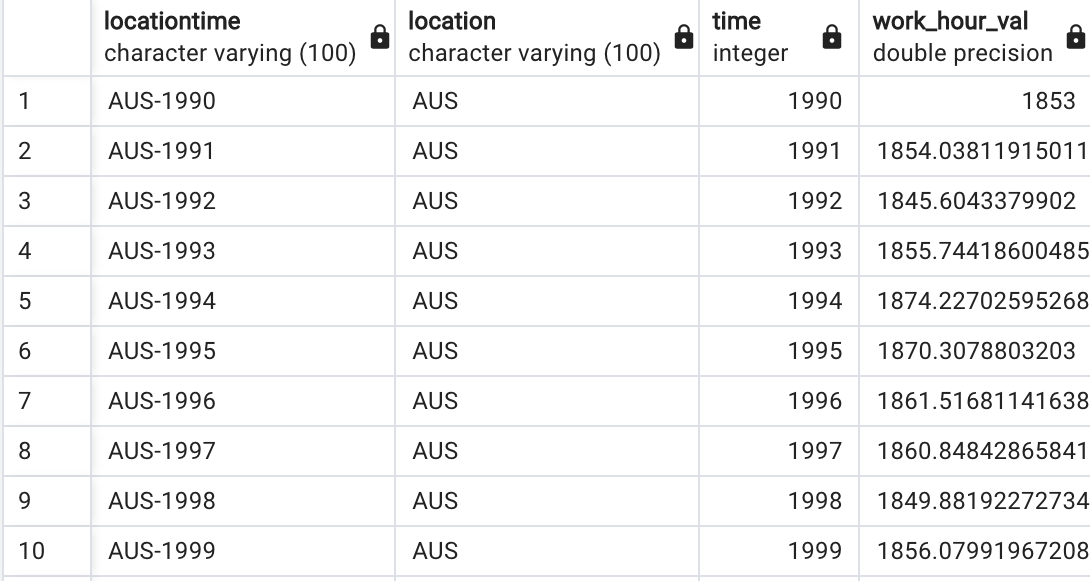 locationtime location time work_hour_val
character varying (100) character varying (100) integer double precision
1 AUS-1990 AUS 1990 1853
2 AUS-1991 AUS 1991 1854.03811915011
3 AUS-1992 AUS 1992 1845.6043379902
4 AUS-1993 AUS 1993 1855.74418600485
5 AUS-1994 AUS 1994 1874.22702595268
6 AUS-1995 AUS 1995 1870.3078803203
7 AUS-1996 AUS 1996 1861.51681141638
8 AUS-1997 AUS 1997 1860.84842865841
9 AUS-1998 AUS 1998 1849.88192272734
10 AUS-1999 AUS 1999 1856.07991967208